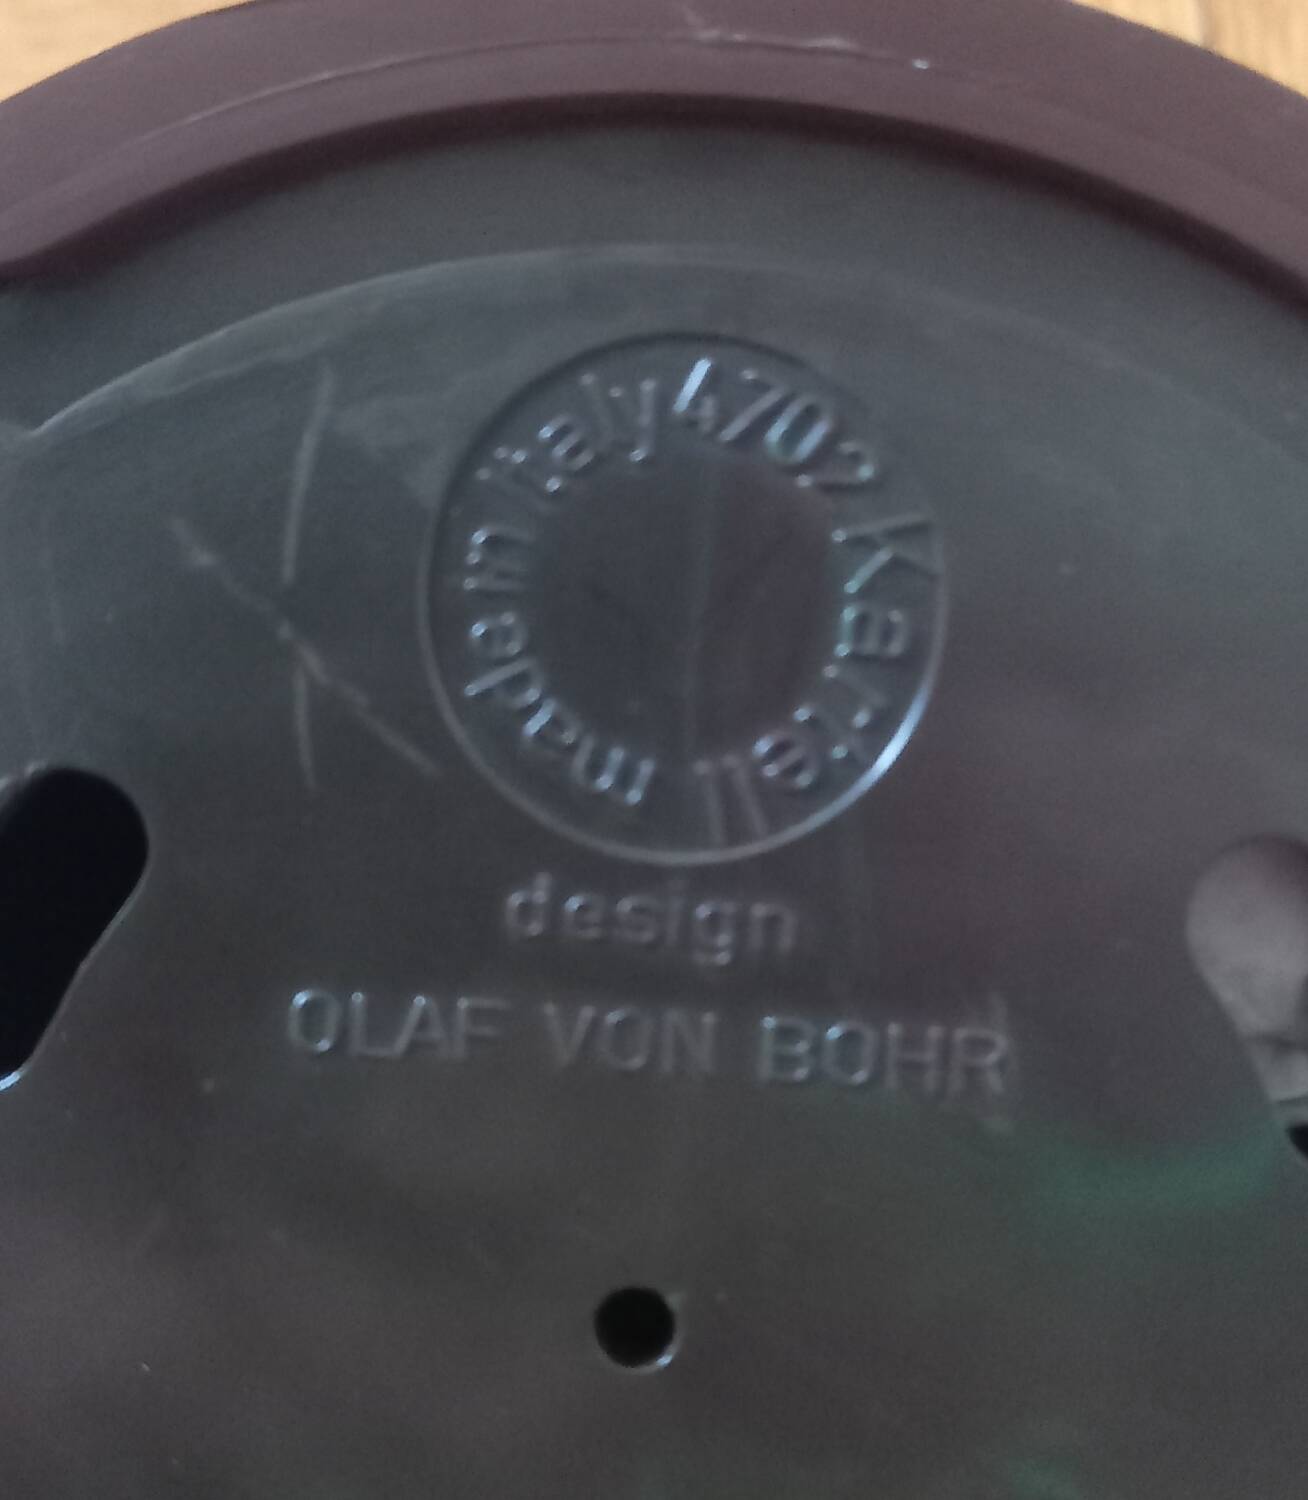 4702 Kartell made in Italy
design
OLAF VON BOHR